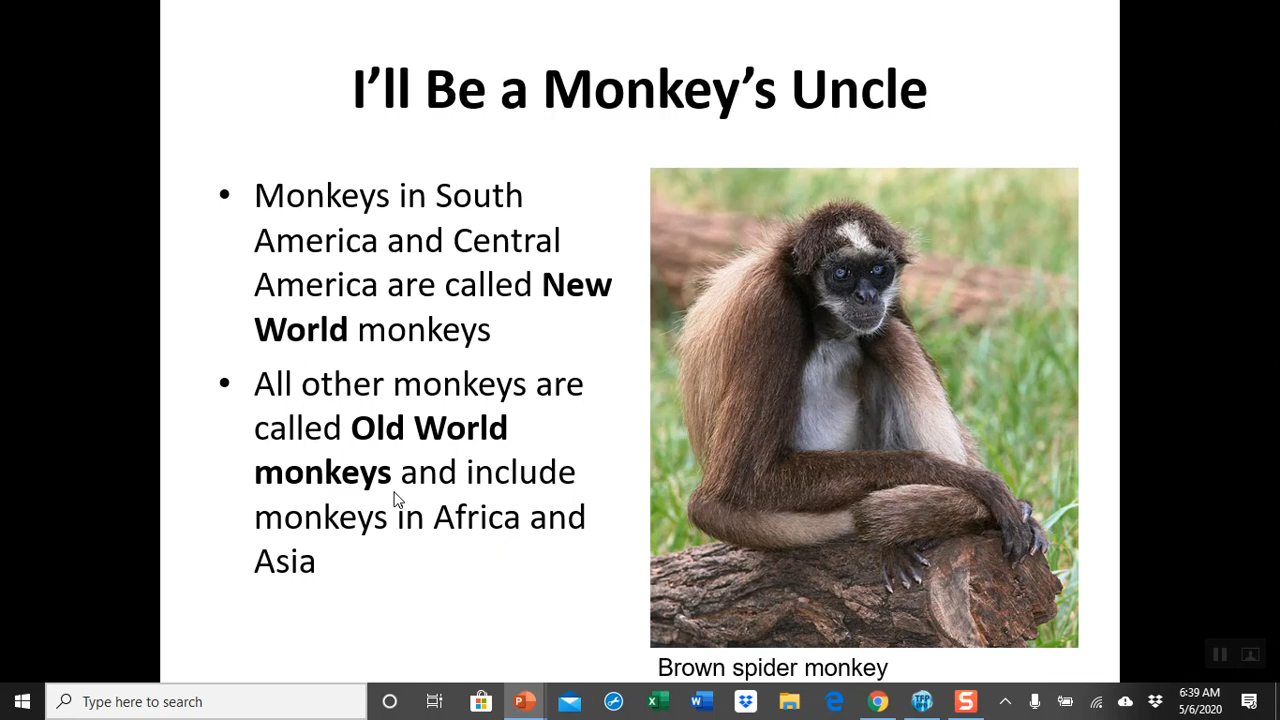 I'll Be a Monkey's Uncle
• Monkeys in South
America and Central
America are called New
World monkeys
• All other monkeys are
called Old World
monkeys and include
monkeys in Africa and
Asia
Brown spider monkey
Type here to search
6:39 AM
5/6/2020